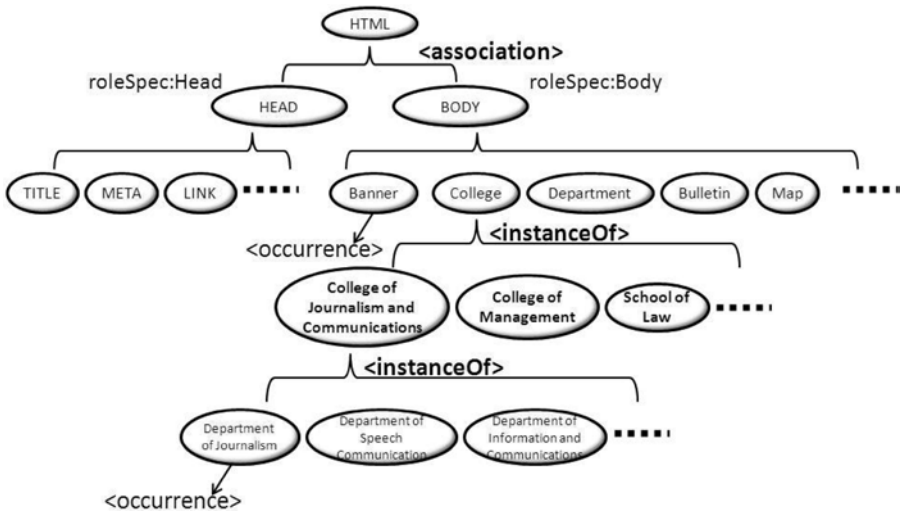 HTML
<association>
roleSpec:Head
roleSpec:Body
HEAD
BODY
TITLE
META
LINK
Banner
College
Department
Bulletin
Map
<occurrence>
<instanceOf>
College of
Journalism and
Communications
College of
Management
School of
Law
<instanceOf>
Department
of Journalism
Department of
Speech
Communication
Department of
Information and
Communications
<occurrence>